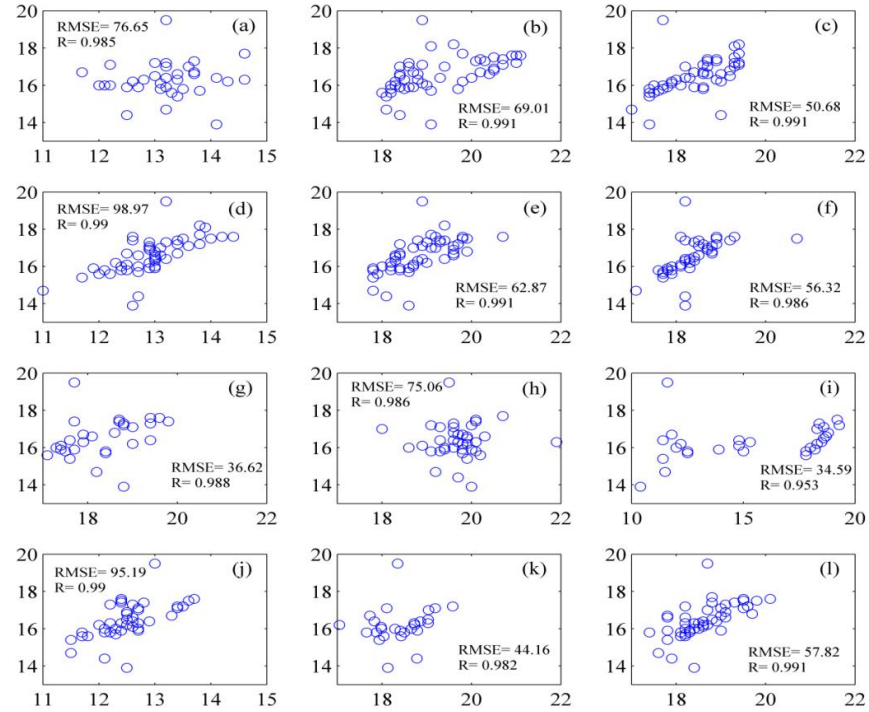 (a) (b) (c)
RMSE= 76.65
R= 0.985
RMSE= 69.01
R= 0.991
RMSE= 50.68
R= 0.991
20 18 16 14
11 12 13 14 15
20 18 16 14
18 20 22
20 18 16 14
18 20 22
(d) (e) (f)
RMSE= 98.97
R= 0.99
RMSE= 62.87
R= 0.991
RMSE= 56.32
R= 0.986
20 18 16 14
11 12 13 14 15
20 18 16 14
18 20 22
20 18 16 14
18 20 22
(g) (h) (i)
RMSE= 36.62
R= 0.988
RMSE= 75.06
R= 0.986
RMSE= 34.59
R= 0.953
20 18 16 14
18 20 22
20 18 16 14
18 20 22
20 18 16 14
10 15 20
(j) (k) (l)
RMSE= 95.19
R= 0.99
RMSE= 44.16
R= 0.982
RMSE= 57.82
R= 0.991
20 18 16 14
11 12 13 14 15
20 18 16 14
18 20 22
20 18 16 14
18 20 22